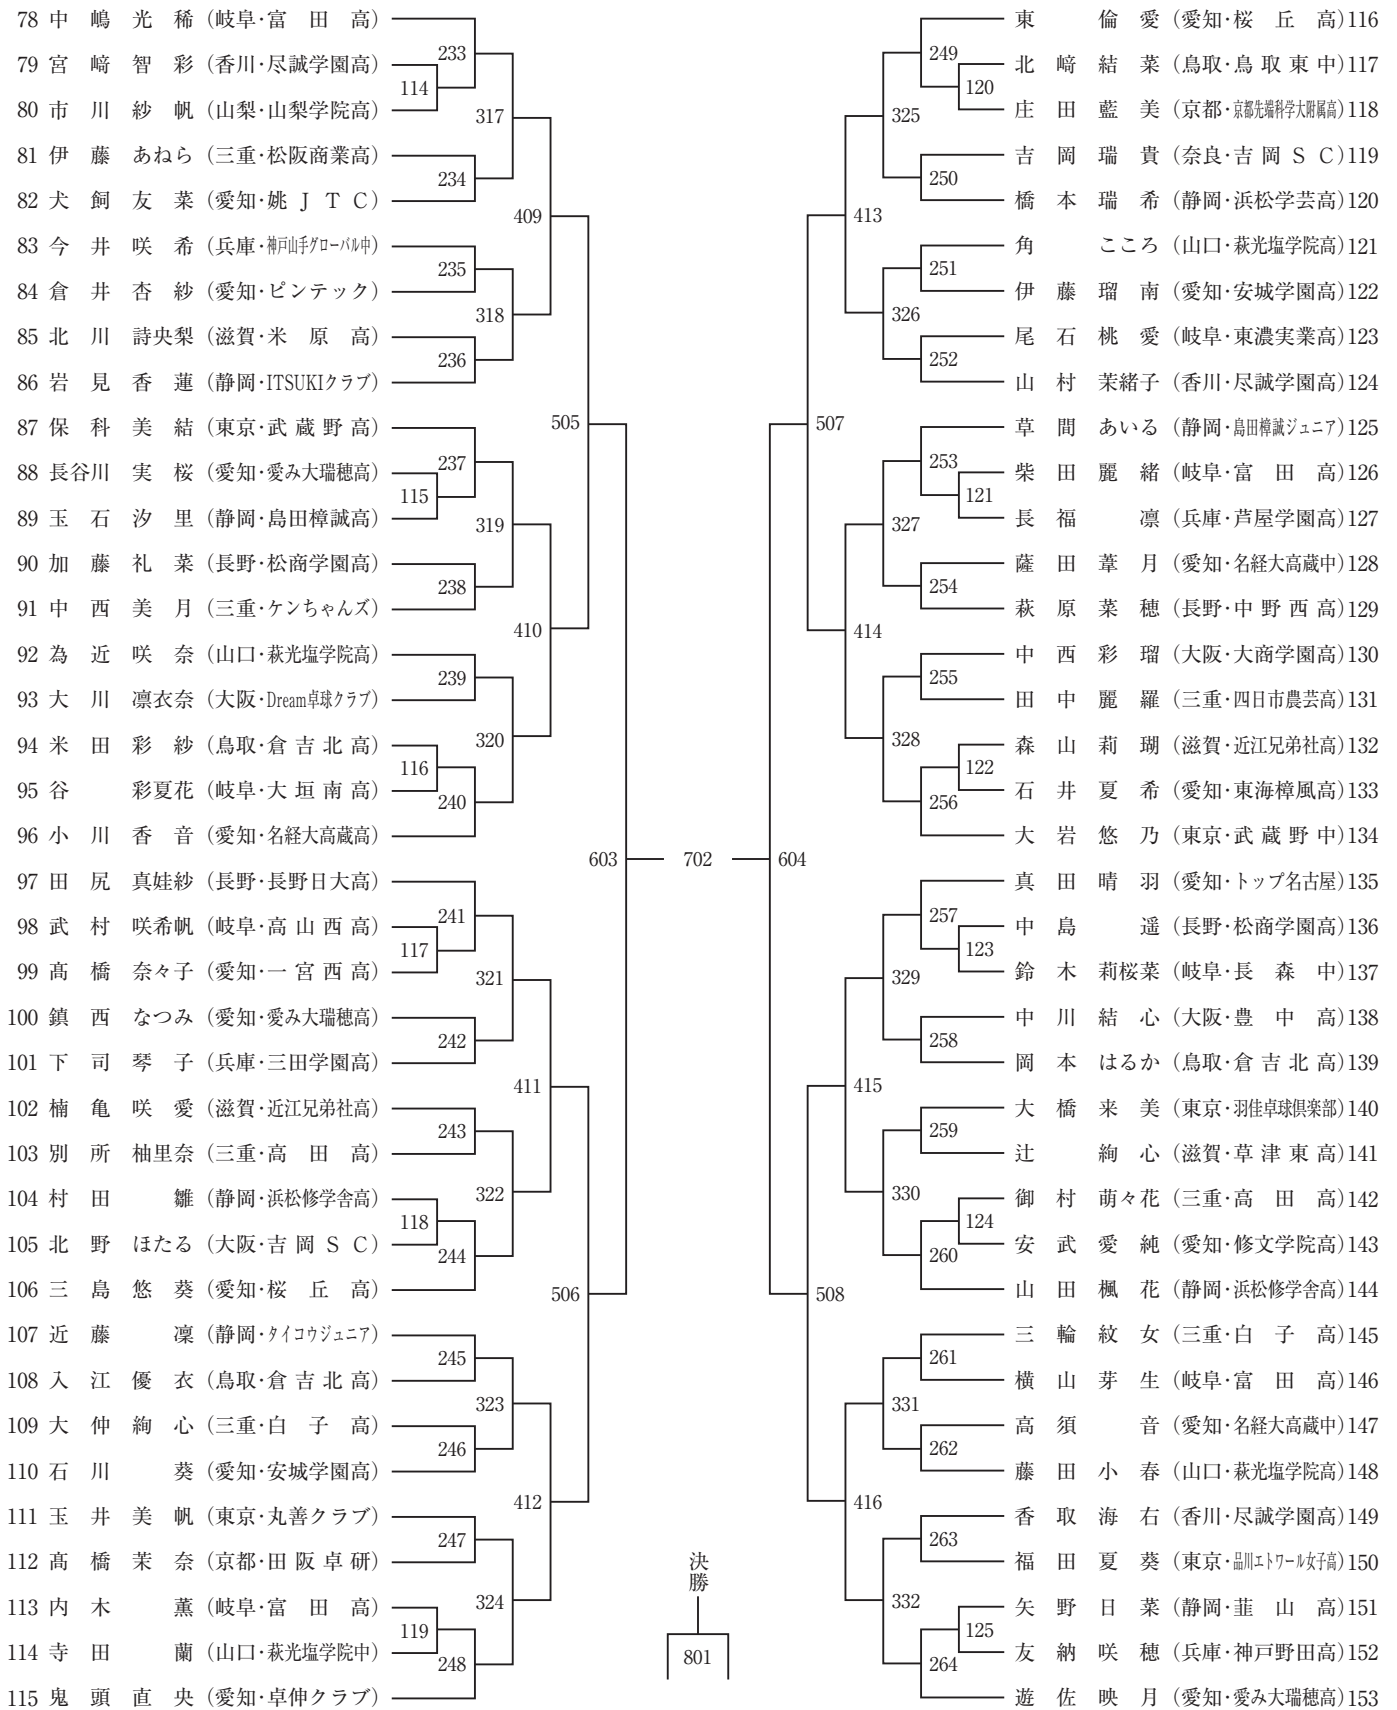 78 中嶋光稀 (岐阜・富田高)
79 宮﨑智彩 (香川・尽誠学園高)
80 市川紗帆 (山梨・山梨学院高)
81 伊藤あねら (三重・松阪商業高)
82 犬飼友菜 (愛知・姚JTC)
83 今井咲希 (兵庫・神戸山手グローバル中)
84 倉井杏紗 (愛知・ピンテック)
85 北川詩央梨 (滋賀・米原高)
86 岩見香蓮 (静岡・ITSUKIクラブ)
87 保科美結 (東京・武蔵野高)
88 長谷川実桜 (愛知・愛み大瑞穂高)
89 玉石汐里 (静岡・島田樟誠高)
90 加藤礼菜 (長野・松商学園高)
91 中西美月 (三重・ケンちゃんズ)
92 為近咲奈 (山口・萩光塩学院高)
93 大川凛衣奈 (大阪・Dream卓球クラブ)
94 米田彩紗 (鳥取・倉吉北高)
95 谷彩夏花 (岐阜・大垣南高)
96 小川香音 (愛知・名経大高蔵高)
97 田尻真娃紗 (長野・長野日大高)
98 武村咲希帆 (岐阜・高山西高)
99 髙橋奈々子 (愛知・一宮西高)
100 鎮西なつみ (愛知・愛み大瑞穂高)
101 下司琴子 (兵庫・三田学園高)
102 楠亀咲愛 (滋賀・近江兄弟社高)
103 別所柚里奈 (三重・高田高)
104 村田雛 (静岡・浜松修学舎高)
105 北野ほたる (大阪・吉岡SC)
106 三島悠葵 (愛知・桜丘高)
107 近藤凜 (静岡・タイコウジュニア)
108 入江優衣 (鳥取・倉吉北高)
109 大仲絢心 (三重・白子高)
110 石川葵 (愛知・安城学園高)
111 玉井美帆 (東京・丸善クラブ)
112 髙橋茉奈 (京都・田阪卓研)
113 内木薫 (岐阜・富田高)
114 寺田蘭 (山口・萩光塩学院中)
115 鬼頭直央 (愛知・卓伸クラブ)
114
115
116
117
118
119
233
234
235
236
237
238
239
240
241
242
243
244
245
246
247
248
317
318
319
320
321
322
323
324
409
410
411
412
505
506
603
702
604
決勝
801
507
508
413
414
415
416
325
326
327
328
329
330
331
332
249
250
251
252
253
254
255
256
257
258
259
260
261
262
263
264
120
121
122
123
124
125
東倫愛 (愛知・桜丘高) 116
北﨑結菜 (鳥取・鳥取東中) 117
庄田藍美 (京都・京都先端科学大附属高) 118
吉岡瑞貴 (奈良・吉岡SC) 119
橋本瑞希 (静岡・浜松学芸高) 120
角こころ (山口・萩光塩学院高) 121
伊藤瑠南 (愛知・安城学園高) 122
尾石桃愛 (岐阜・東濃実業高) 123
山村茉緒子 (香川・尽誠学園高) 124
草間あいる (静岡・島田樟誠ジュニア) 125
柴田麗緒 (岐阜・富田高) 126
長福凛 (兵庫・芦屋学園高) 127
薩田葦月 (愛知・名経大高蔵中) 128
萩原菜穂 (長野・中野西高) 129
中西彩瑠 (大阪・大商学園高) 130
田中麗羅 (三重・四日市農芸高) 131
森山莉瑚 (滋賀・近江兄弟社高) 132
石井夏希 (愛知・東海樟風高) 133
大岩悠乃 (東京・武蔵野中) 134
真田晴羽 (愛知・トップ名古屋) 135
中島遥 (長野・松商学園高) 136
鈴木莉桜菜 (岐阜・長森中) 137
中川結心 (大阪・豊中高) 138
岡本はるか (鳥取・倉吉北高) 139
大橋来美 (東京・羽佳卓球倶楽部) 140
辻絢心 (滋賀・草津東高) 141
御村萌々花 (三重・高田高) 142
安武愛純 (愛知・修文学院高) 143
山田楓花 (静岡・浜松修学舎高) 144
三輪紋女 (三重・白子高) 145
横山芽生 (岐阜・富田高) 146
高須音 (愛知・名経大高蔵中) 147
藤田小春 (山口・萩光塩学院高) 148
香取海右 (香川・尽誠学園高) 149
福田夏葵 (東京・品川エトワール女子高) 150
矢野日菜 (静岡・韮山高) 151
友納咲穂 (兵庫・神戸野田高) 152
遊佐映月 (愛知・愛み大瑞穂高) 153